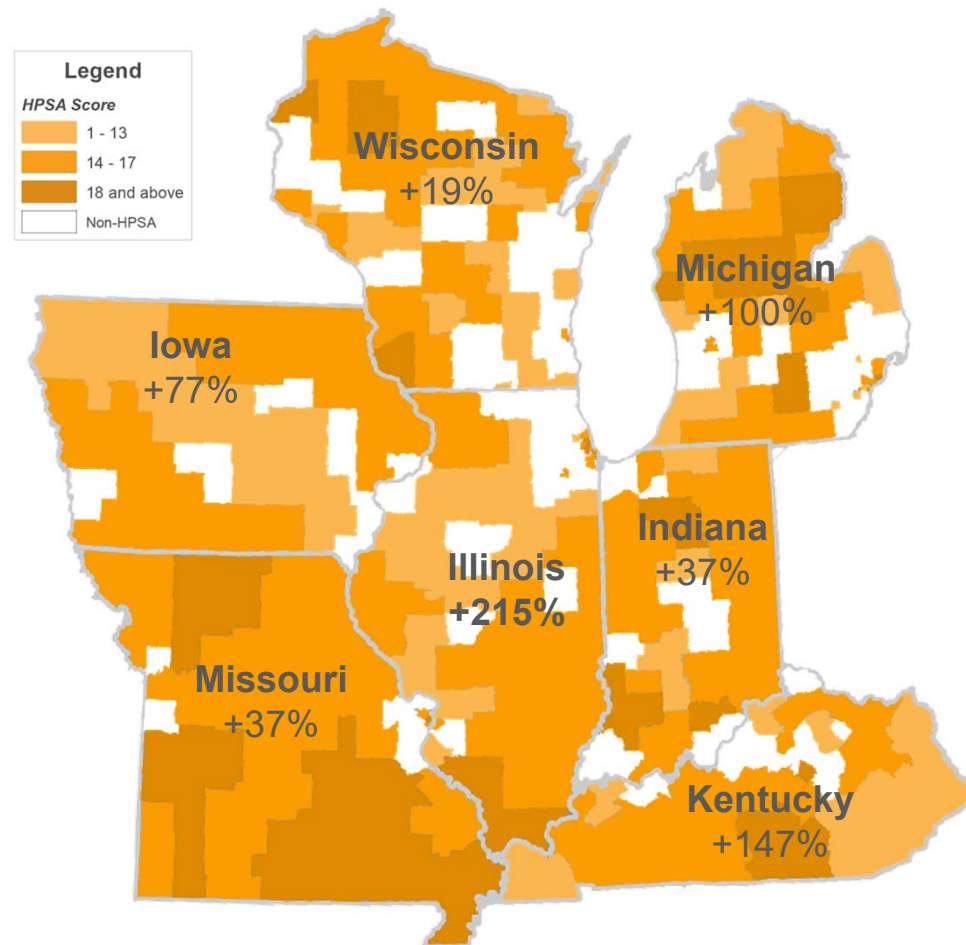 Legend
HPSA Score
1 - 13
14 - 17
18 and above
Non-HPSA
Wisconsin
+19%
Michigan
+100%
Iowa
+77%
Indiana
+37%
Illinois
+215%
Missouri
+37%
Kentucky
+147%